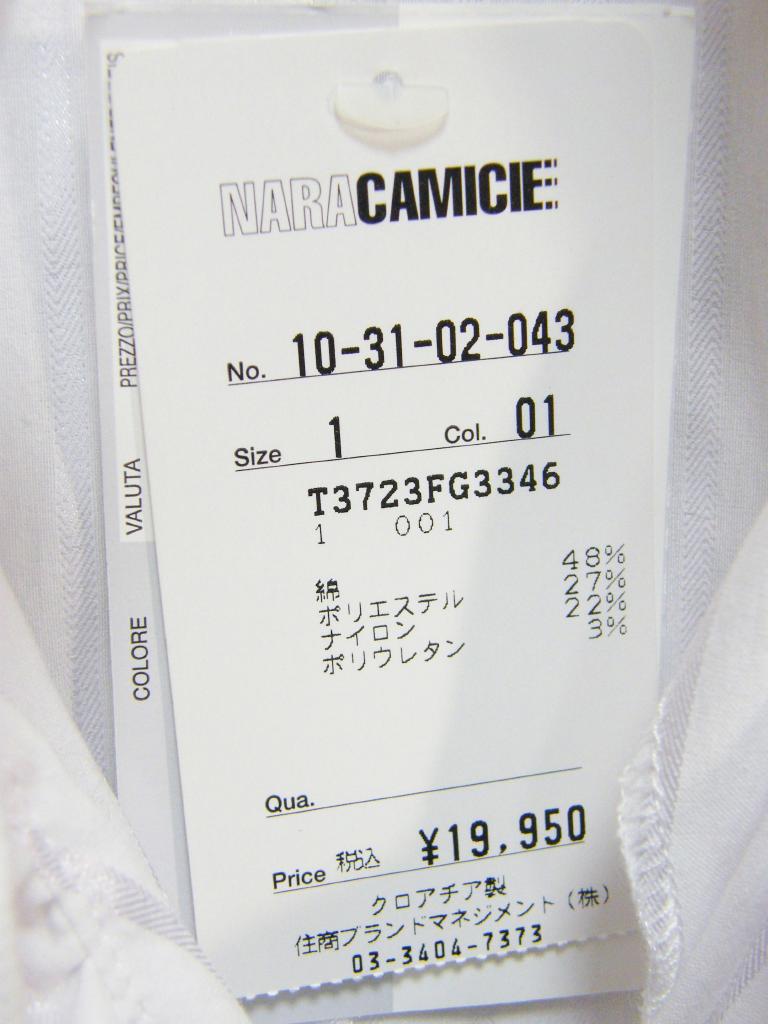 NARACAMICIE
No. 10-31-02-043
Size 1 Col. 01
T3723FG3346
1 001
綿 48%
ポリエステル 27%
ナイロン 22%
ポリウレタン 3%
Qua.
Price 税込 ¥19,950
クロアチア製
住商ブランドマネジメント(株)
03-3404-7373
PREZZO/PRIX/PRICE/
VALUTA
COLORE